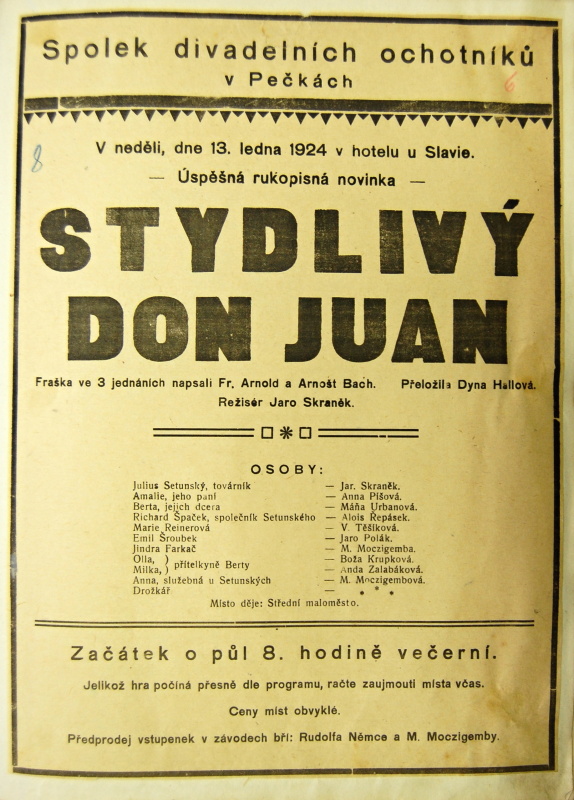 Spolek divadelních ochotníků
v Pečkách
6
8
V neděli, dne 13. ledna 1924 v hotelu u Slavie.
— Úspěšná rukopisná novinka —
STYDLIVÝ
DON JUAN
Fraška ve 3 jednáních napsali Fr. Arnold a Arnošt Bach. Přeložila Dyna Hallová.
Režisér Jaro Skraněk.
OSOBY:
Julius Setunský, továrník — Jar. Skraněk.
Amalie, jeho paní — Anna Pišová.
Berta, jejich dcera — Máňa Urbanová.
Richard Špaček, společník Setunského — Alois Řepásek.
Marie Reinerová — V. Těšíková.
Emil Šroubek — Jaro Polák.
Jindra Farkač — M. Moczigemba.
Olla, ) přítelkyně Berty — Boža Krupková.
Milka, ) — Anda Zalabáková.
Anna, služebná u Setunských — M. Moczigembová.
Drožkář — * * *
Místo děje: Střední maloměsto.
Začátek o půl 8. hodině večerní.
Jelikož hra počíná přesně dle programu, račte zaujmouti místa včas.
Ceny míst obvyklé.
Předprodej vstupenek v závodech bří: Rudolfa Němce a M. Moczigemby.